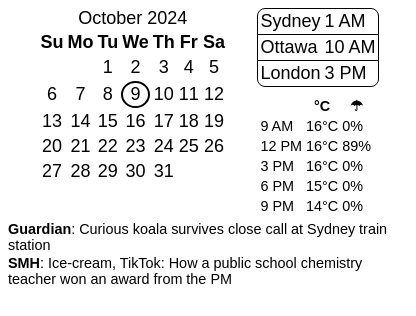 October 2024
Su Mo Tu We Th Fr Sa
1 2 3 4 5
6 7 8 9 10 11 12
13 14 15 16 17 18 19
20 21 22 23 24 25 26
27 28 29 30 31
Sydney 1 AM
Ottawa 10 AM
London 3 PM
°C ☂
9 AM 16°C 0%
12 PM 16°C 89%
3 PM 16°C 0%
6 PM 15°C 0%
9 PM 14°C 0%
Guardian: Curious koala survives close call at Sydney train
station
SMH: Ice-cream, TikTok: How a public school chemistry
teacher won an award from the PM